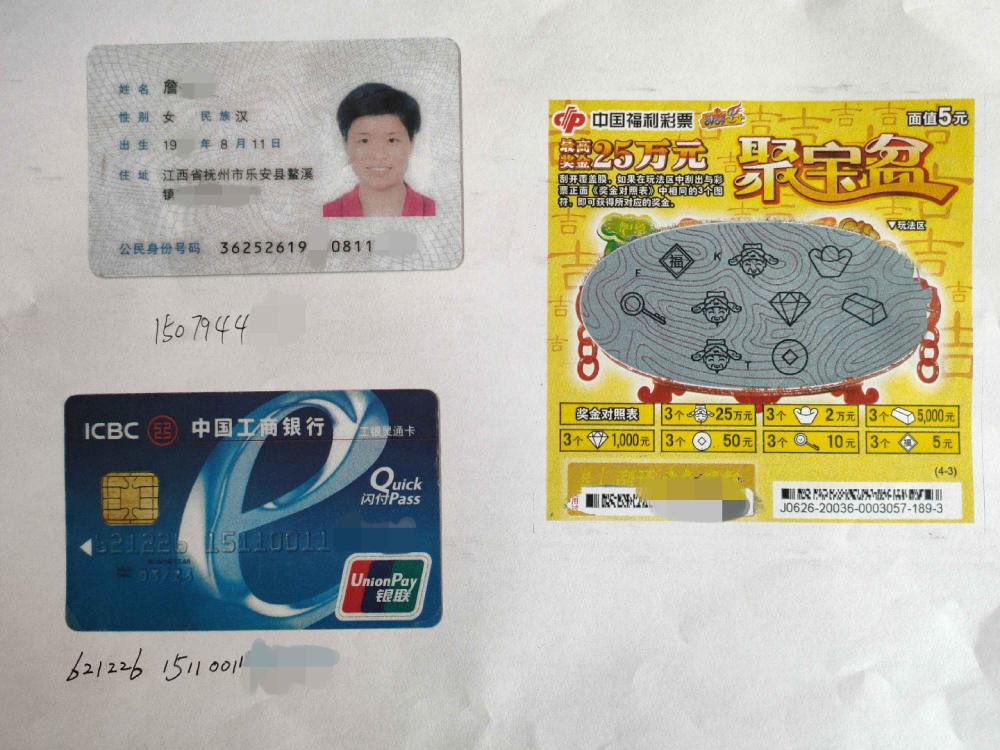 姓名 詹
性别 女 民族 汉
出生 19 年 8 月 11 日
住址 江西省抚州市乐安县鳌溪
镇
公民身份号码 36252619 0811
1507944
ICBC 中国工商银行
工银灵通卡
Quick
闪付Pass
621226 15110011
UnionPay
银联
621226 15110011
中国福利彩票 面值5元
最高奖金25万元
聚宝盆
刮开覆盖膜，如果在玩法区中刮出与彩
票正面《奖金对照表》中相同的3个图
符，即可获得所对应的奖金。
▼玩法区
福 K
F
T
奖金对照表 3个 25万元 3个 2万元 3个 5,000元
3个 1,000元 3个 50元 3个 10元 3个 福 5元
(4-3)
J0626-20036-0003057-189-3